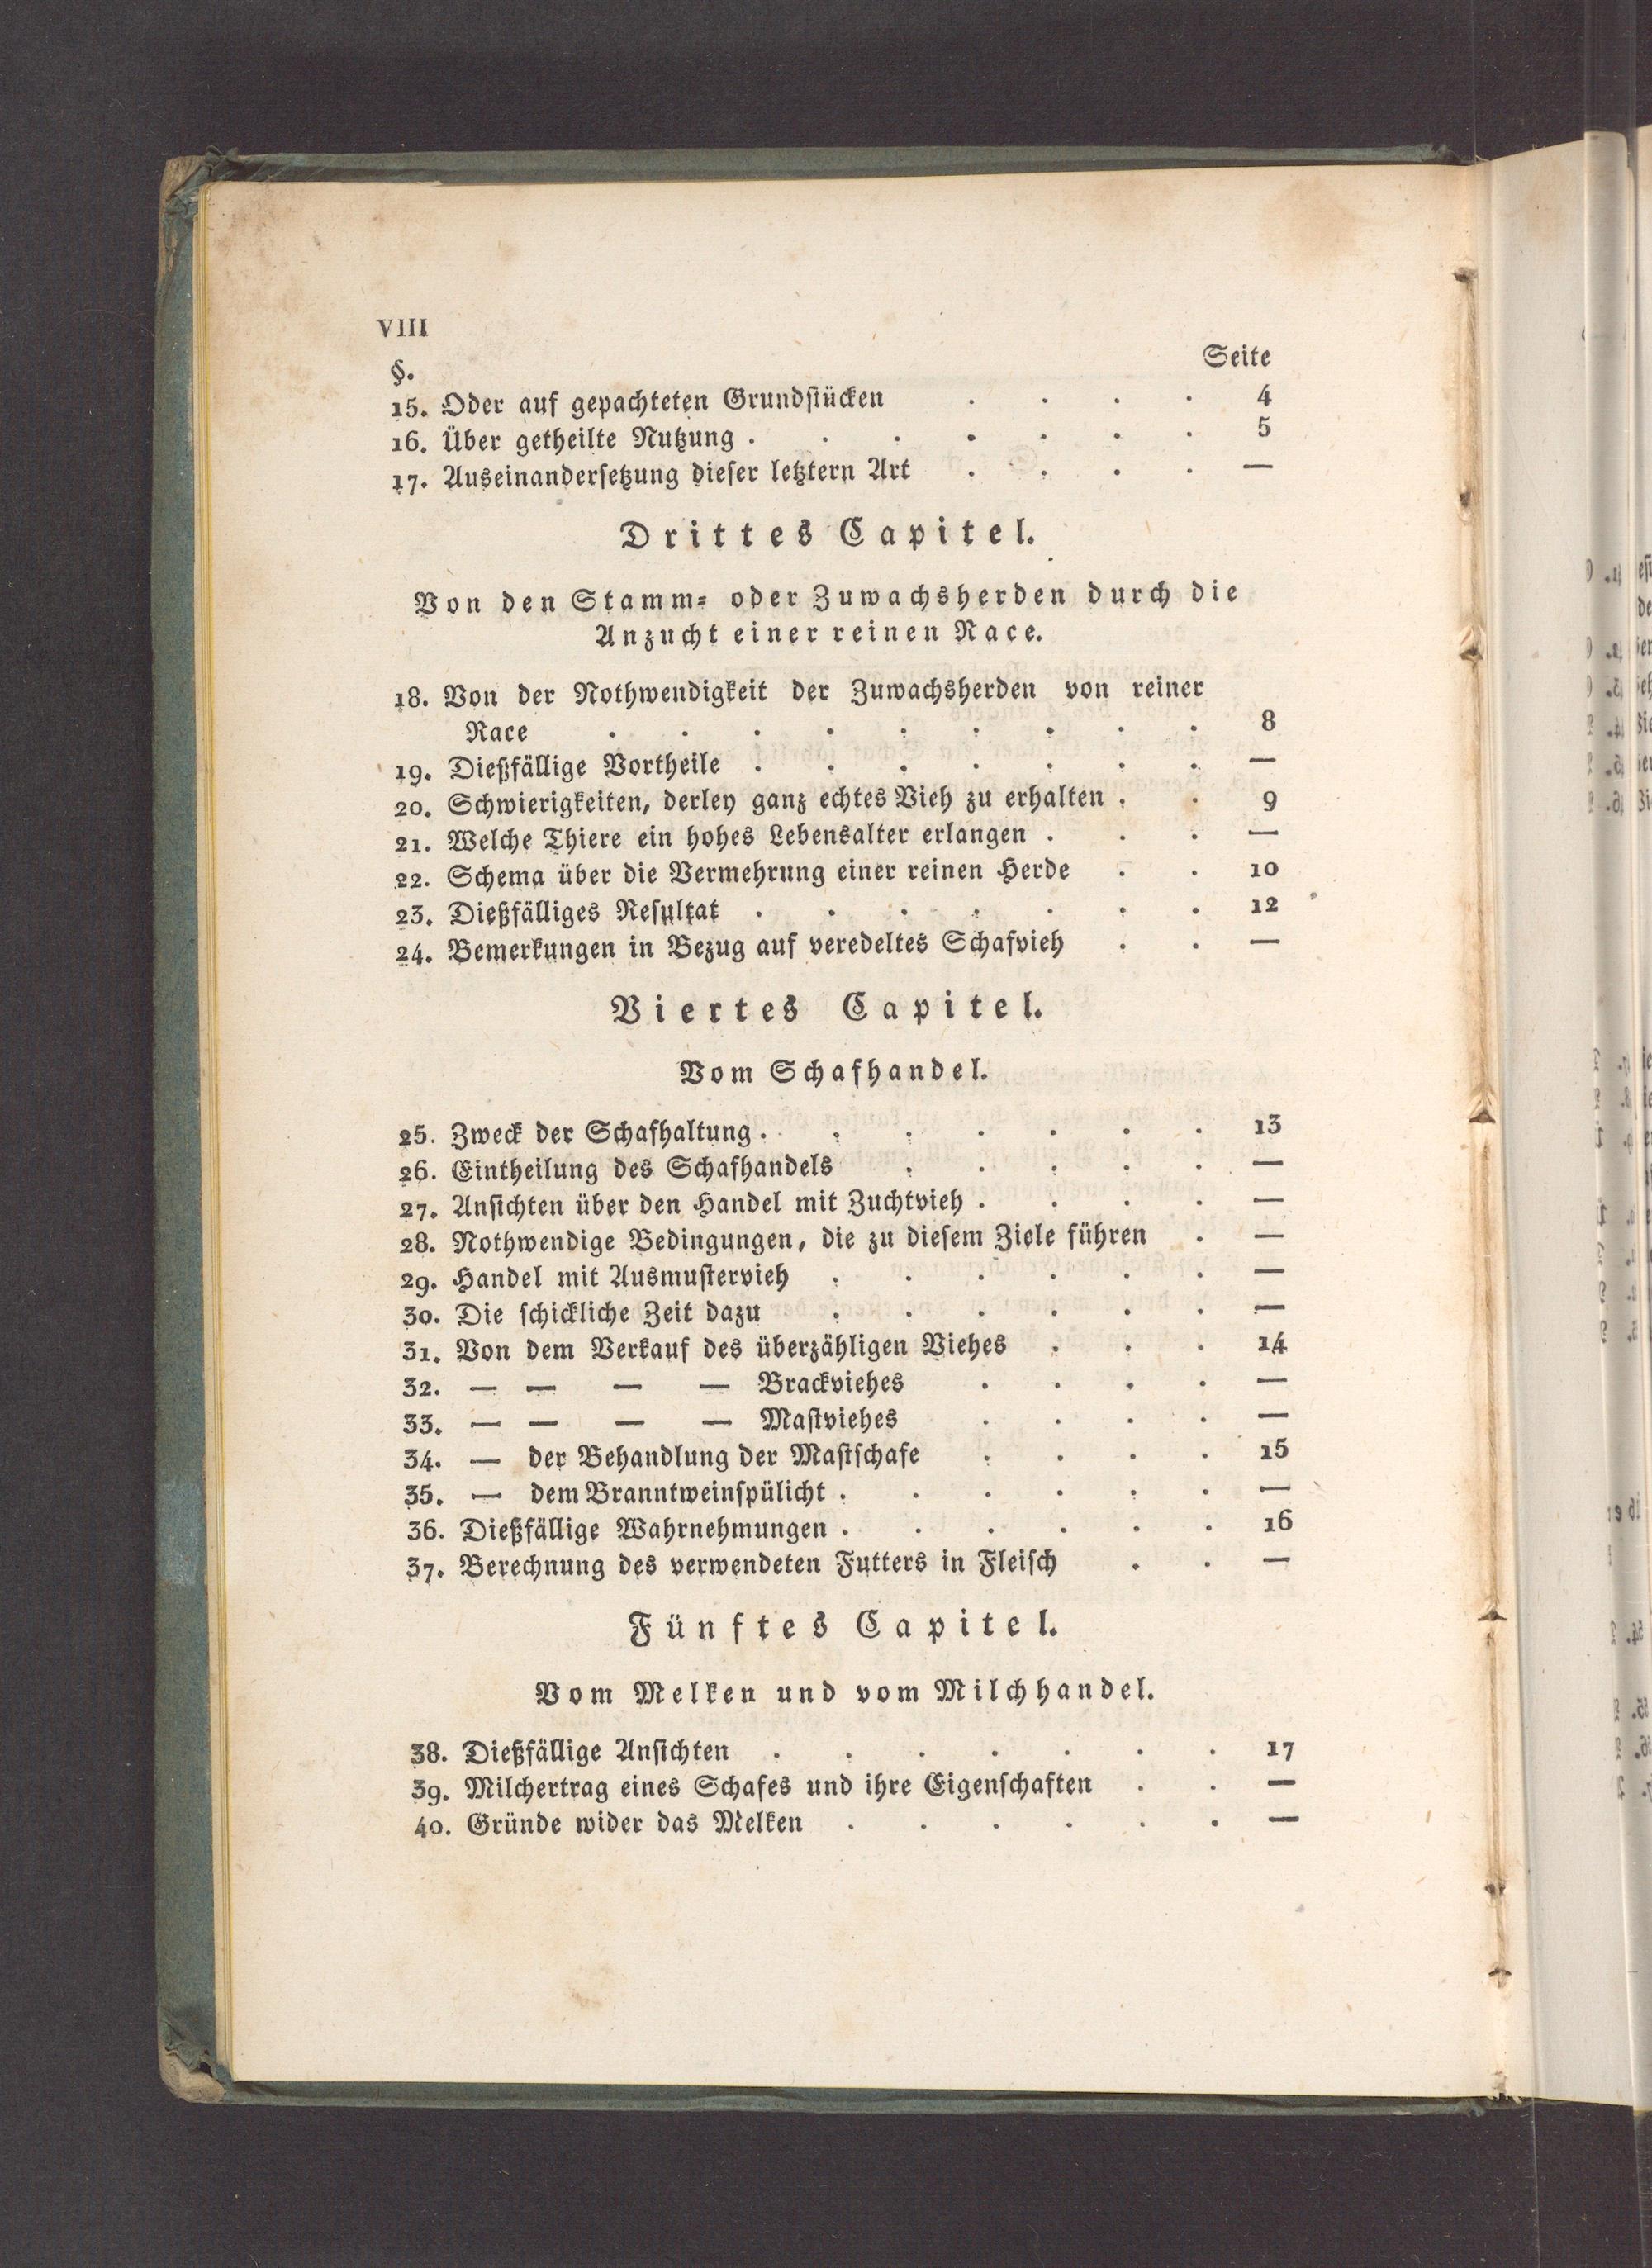 VIII
§. Seite
15. Oder auf gepachteten Grundstücken . . . . 4
16. Über getheilte Nutzung . . . . . . . 5
17. Auseinandersetzung dieser letztern Art . . . . —
Drittes Capitel.
Von den Stamm- oder Zuwachsherden durch die
Anzucht einer reinen Race.
18. Von der Nothwendigkeit der Zuwachsherden von reiner
Race . . . . . . . . . 8
19. Dießfällige Vortheile . . . . . . . —
20. Schwierigkeiten, derley ganz echtes Vieh zu erhalten . . 9
21. Welche Thiere ein hohes Lebensalter erlangen . . . —
22. Schema über die Vermehrung einer reinen Herde . . 10
23. Dießfälliges Resultat . . . . . . . 12
24. Bemerkungen in Bezug auf veredeltes Schafvieh . . —
Viertes Capitel.
Vom Schafhandel.
25. Zweck der Schafhaltung . . . . . . . 13
26. Eintheilung des Schafhandels . . . . . —
27. Ansichten über den Handel mit Zuchtvieh . . . . —
28. Nothwendige Bedingungen, die zu diesem Ziele führen . —
29. Handel mit Ausmustervieh . . . . . . —
30. Die schickliche Zeit dazu . . . . . . —
31. Von dem Verkauf des überzähligen Viehes . . . 14
32. — — — — Brackviehes . . . . —
33. — — — — Mastviehes . . . . —
34. — der Behandlung der Mastschafe . . . . 15
35. — dem Branntweinspülicht . . . . . . —
36. Dießfällige Wahrnehmungen . . . . . . 16
37. Berechnung des verwendeten Futters in Fleisch . . —
Fünftes Capitel.
Vom Melken und vom Milchhandel.
38. Dießfällige Ansichten . . . . . . . 17
39. Milchertrag eines Schafes und ihre Eigenschaften . . —
40. Gründe wider das Melken . . . . . . —